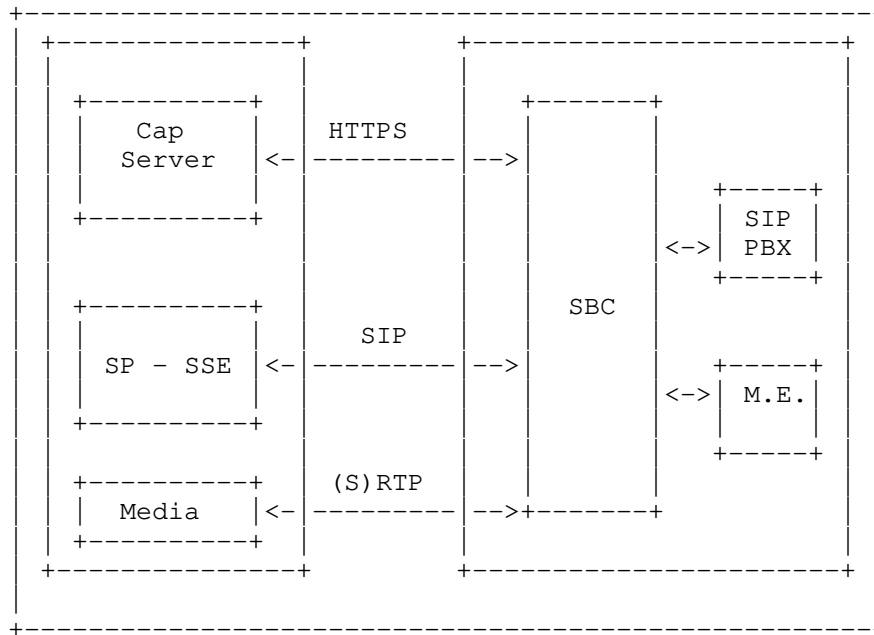 Cap HTTPS
Server
SIP
PBX
SBC
SIP
SP - SSE
M.E.
(S)RTP
Media